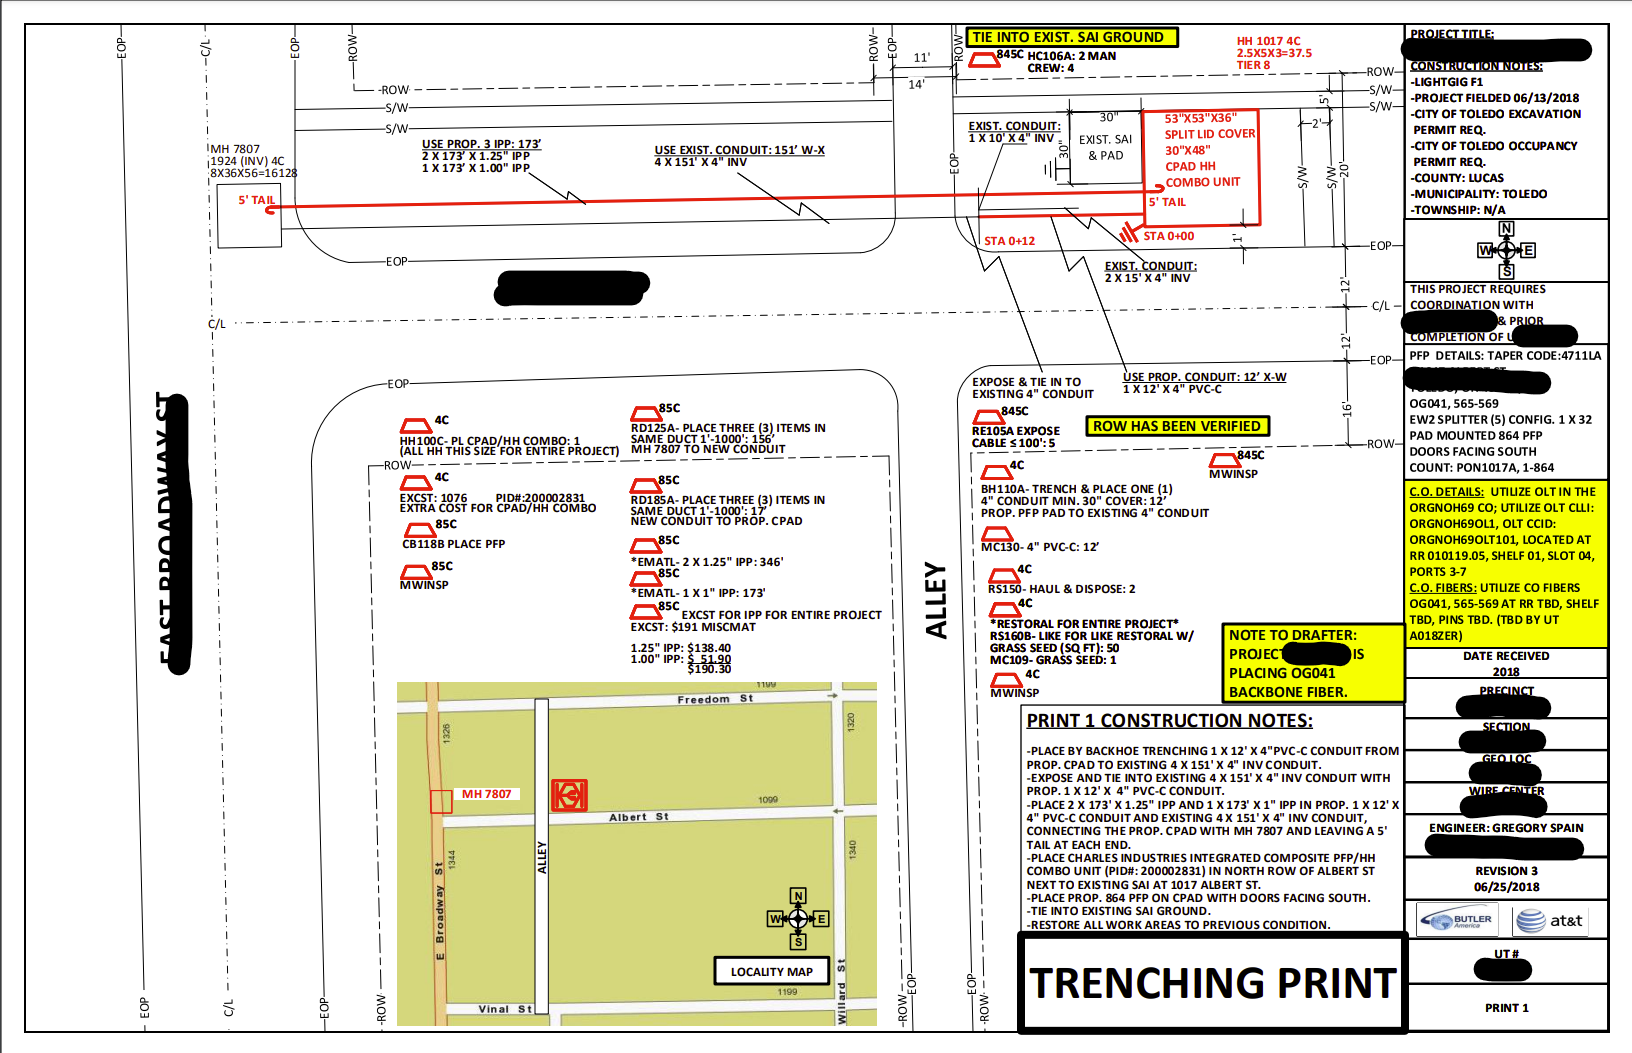 TIE INTO EXIST. SAI GROUND
845C HC106A: 2 MAN
CREW: 4
HH 1017 4C
2.5X5X3=37.5
TIER 8
EOP
C/L
EOP
ROW
ROW
EOP
ROW
EOP
11'
14'
ROW
S/W
S/W
ROW
S/W
S/W
5'
2'
S/W
S/W
20'
MH 7807
1924 (INV) 4C
8X36X56=16128
5' TAIL
USE PROP. 3 IPP: 173'
2 X 173' X 1.25" IPP
1 X 173' X 1.00" IPP
USE EXIST. CONDUIT: 151' W-X
4 X 151' X 4" INV
EXIST. CONDUIT:
1 X 10' X 4" INV
30"
30"
EXIST. SAI
& PAD
53"X53"X36"
SPLIT LID COVER
30"X48"
CPAD HH
COMBO UNIT
5' TAIL
EOP
STA 0+12
STA 0+00
1'
EXIST. CONDUIT:
2 X 15' X 4" INV
EOP
EOP
12'
C/L
C/L
12'
EOP
EOP
16'
ROW
EXPOSE & TIE IN TO
EXISTING 4" CONDUIT
USE PROP. CONDUIT: 12' X-W
1 X 12' X 4" PVC-C
EAST BROADWAY ST
ALLEY
4C
HH100C- PL CPAD/HH COMBO: 1
(ALL HH THIS SIZE FOR ENTIRE PROJECT)
ROW
4C
EXCST: 1076 PID#:200002831
EXTRA COST FOR CPAD/HH COMBO
85C
CB118B PLACE PFP
85C
MWINSP
85C
RD125A- PLACE THREE (3) ITEMS IN
SAME DUCT 1'-1000': 156'
MH 7807 TO NEW CONDUIT
85C
RD185A- PLACE THREE (3) ITEMS IN
SAME DUCT 1'-1000': 17'
NEW CONDUIT TO PROP. CPAD
85C
*EMATL- 2 X 1.25" IPP: 346'
85C
*EMATL- 1 X 1" IPP: 173'
85C EXCST FOR IPP FOR ENTIRE PROJECT
EXCST: $191 MISCMAT
1.25" IPP: $138.40
1.00" IPP: $ 51.90
$190.30
845C
RE105A EXPOSE
CABLE ≤ 100': 5
ROW HAS BEEN VERIFIED
845C
MWINSP
4C
BH110A- TRENCH & PLACE ONE (1)
4" CONDUIT MIN. 30" COVER: 12'
PROP. PFP PAD TO EXISTING 4" CONDUIT
MC130- 4" PVC-C: 12'
4C
RS150- HAUL & DISPOSE: 2
4C
*RESTORAL FOR ENTIRE PROJECT*
RS160B- LIKE FOR LIKE RESTORAL W/
GRASS SEED (SQ FT): 50
MC109- GRASS SEED: 1
4C
MWINSP
NOTE TO DRAFTER:
PROJECT IS
PLACING OG041
BACKBONE FIBER.
PRINT 1 CONSTRUCTION NOTES:
-PLACE BY BACKHOE TRENCHING 1 X 12' X 4"PVC-C CONDUIT FROM
PROP. CPAD TO EXISTING 4 X 151' X 4" INV CONDUIT.
-EXPOSE AND TIE INTO EXISTING 4 X 151' X 4" INV CONDUIT WITH
PROP. 1 X 12' X 4" PVC-C CONDUIT.
-PLACE 2 X 173' X 1.25" IPP AND 1 X 173' X 1" IPP IN PROP. 1 X 12' X
4" PVC-C CONDUIT AND EXISTING 4 X 151' X 4" INV CONDUIT,
CONNECTING THE PROP. CPAD WITH MH 7807 AND LEAVING A 5'
TAIL AT EACH END.
-PLACE CHARLES INDUSTRIES INTEGRATED COMPOSITE PFP/HH
COMBO UNIT (PID#: 200002831) IN NORTH ROW OF ALBERT ST
NEXT TO EXISTING SAI AT 1017 ALBERT ST.
-PLACE PROP. 864 PFP ON CPAD WITH DOORS FACING SOUTH.
-TIE INTO EXISTING SAI GROUND.
-RESTORE ALL WORK AREAS TO PREVIOUS CONDITION.
TRENCHING PRINT
1199
Freedom St
1326
1320
MH 7807
1099
Albert St
1344
1340
ALLEY
E Broadway St
N
W E
S
LOCALITY MAP
1199
Vinal St
Willard St
EOP
C/L
EOP
ROW
ROW
EOP
ROW
EOP
PROJECT TITLE:
CONSTRUCTION NOTES:
-LIGHTGIG F1
-PROJECT FIELDED 06/13/2018
-CITY OF TOLEDO EXCAVATION
PERMIT REQ.
-CITY OF TOLEDO OCCUPANCY
PERMIT REQ.
-COUNTY: LUCAS
-MUNICIPALITY: TOLEDO
-TOWNSHIP: N/A
N
W E
S
THIS PROJECT REQUIRES
COORDINATION WITH
& PRIOR
COMPLETION OF
PFP DETAILS: TAPER CODE:4711LA
OG041, 565-569
EW2 SPLITTER (5) CONFIG. 1 X 32
PAD MOUNTED 864 PFP
DOORS FACING SOUTH
COUNT: PON1017A, 1-864
C.O. DETAILS: UTILIZE OLT IN THE
ORGNOH69 CO; UTILIZE OLT CLLI:
ORGNOH69OL1, OLT CCID:
ORGNOH69OLT101, LOCATED AT
RR 010119.05, SHELF 01, SLOT 04,
PORTS 3-7
C.O. FIBERS: UTILIZE CO FIBERS
OG041, 565-569 AT RR TBD, SHELF
TBD, PINS TBD. (TBD BY UT
A018ZER)
DATE RECEIVED
2018
PRECINCT
SECTION
GEO LOC
WIRE CENTER
ENGINEER: GREGORY SPAIN
REVISION 3
06/25/2018
BUTLER
America
at&t
UT #
PRINT 1